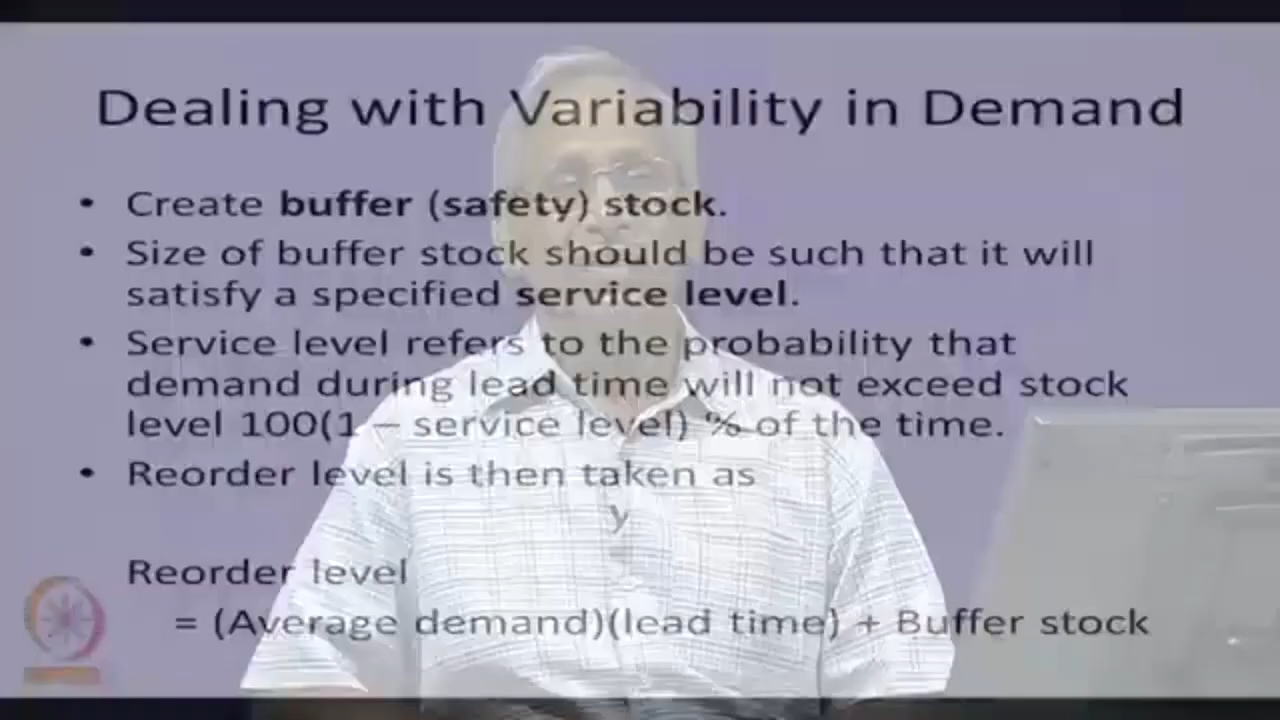 Dealing with Variability in Demand
• Create buffer (safety) stock.
• Size of buffer stock should be such that it will
satisfy a specified service level.
• Service level refers to the probability that
demand during lead time will not exceed stock
level 100(1 – service level) % of the time.
• Reorder level is then taken as
y
Reorder level
= (Average demand)(lead time) + Buffer stock